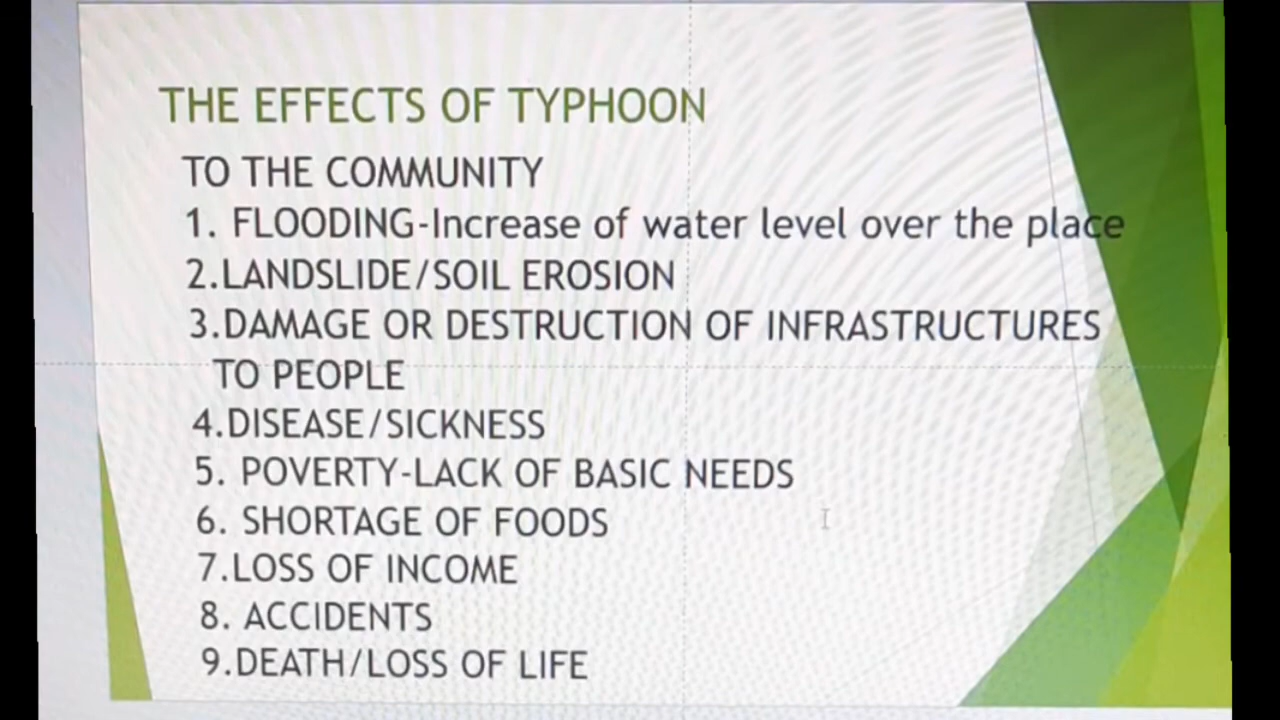 THE EFFECTS OF TYPHOON
TO THE COMMUNITY
1. FLOODING-Increase of water level over the place
2.LANDSLIDE/SOIL EROSION
3.DAMAGE OR DESTRUCTION OF INFRASTRUCTURES
TO PEOPLE
4.DISEASE/SICKNESS
5. POVERTY-LACK OF BASIC NEEDS
6. SHORTAGE OF FOODS
7.LOSS OF INCOME
8. ACCIDENTS
9.DEATH/LOSS OF LIFE